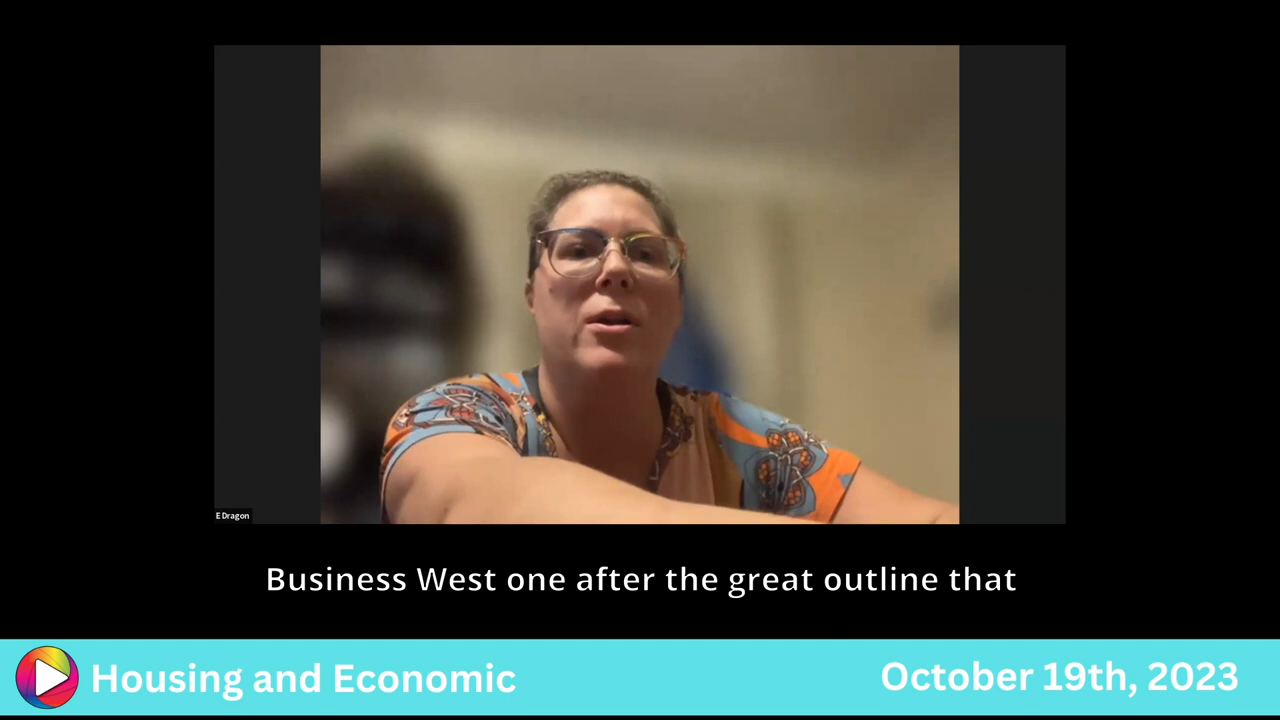 E Dragon
Business West one after the great outline that
Housing and Economic
October 19th, 2023